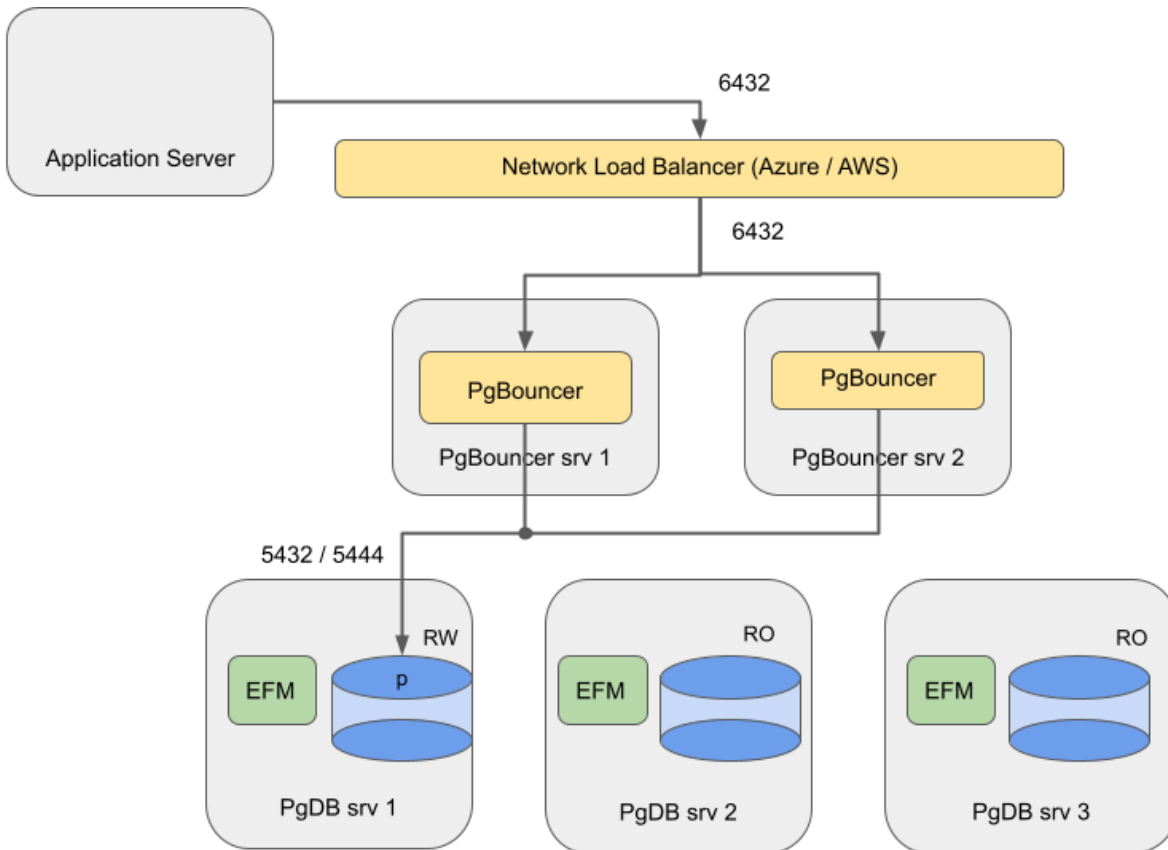 6432
Application Server
Network Load Balancer (Azure / AWS)
6432
PgBouncer
PgBouncer
PgBouncer srv 1
PgBouncer srv 2
5432 / 5444
RW
RO
RO
EFM
p
EFM
EFM
PgDB srv 1
PgDB srv 2
PgDB srv 3